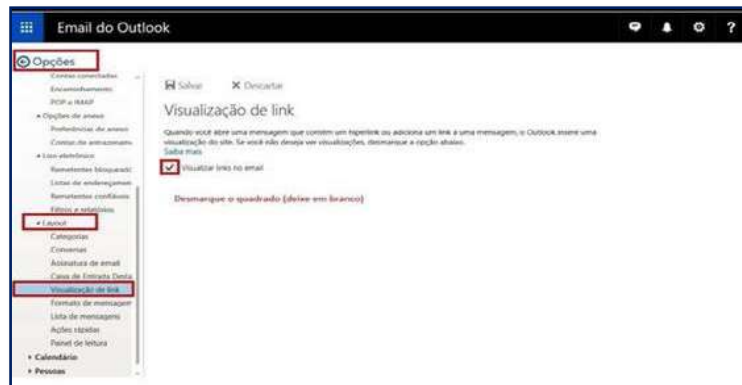 Email do Outlook
?
Opções
Contas conectadas
Encaminhamento
POP e IMAP
Opções de anexo
Preferências de anexo
Contas de armazenam
Lixo eletrônico
Remetentes bloqueado
Listas de endereçamen
Remetentes confiáveis
Filtros e relatórios
Layout
Categorias
Conversas
Assinatura de email
Caixa de Entrada Desta
Visualização de link
Formato de mensagem
Lista de mensagens
Ações rápidas
Painel de leitura
Calendário
Pessoas
Salvar Descartar
Visualização de link
Quando você abre uma mensagem que contém um hiperlink ou adiciona um link a uma mensagem, o Outlook insere uma
visualização do site. Se você não deseja ver visualizações, desmarque a opção abaixo.
Saiba mais
Visualizar links no email
Desmarque o quadrado (deixe em branco)